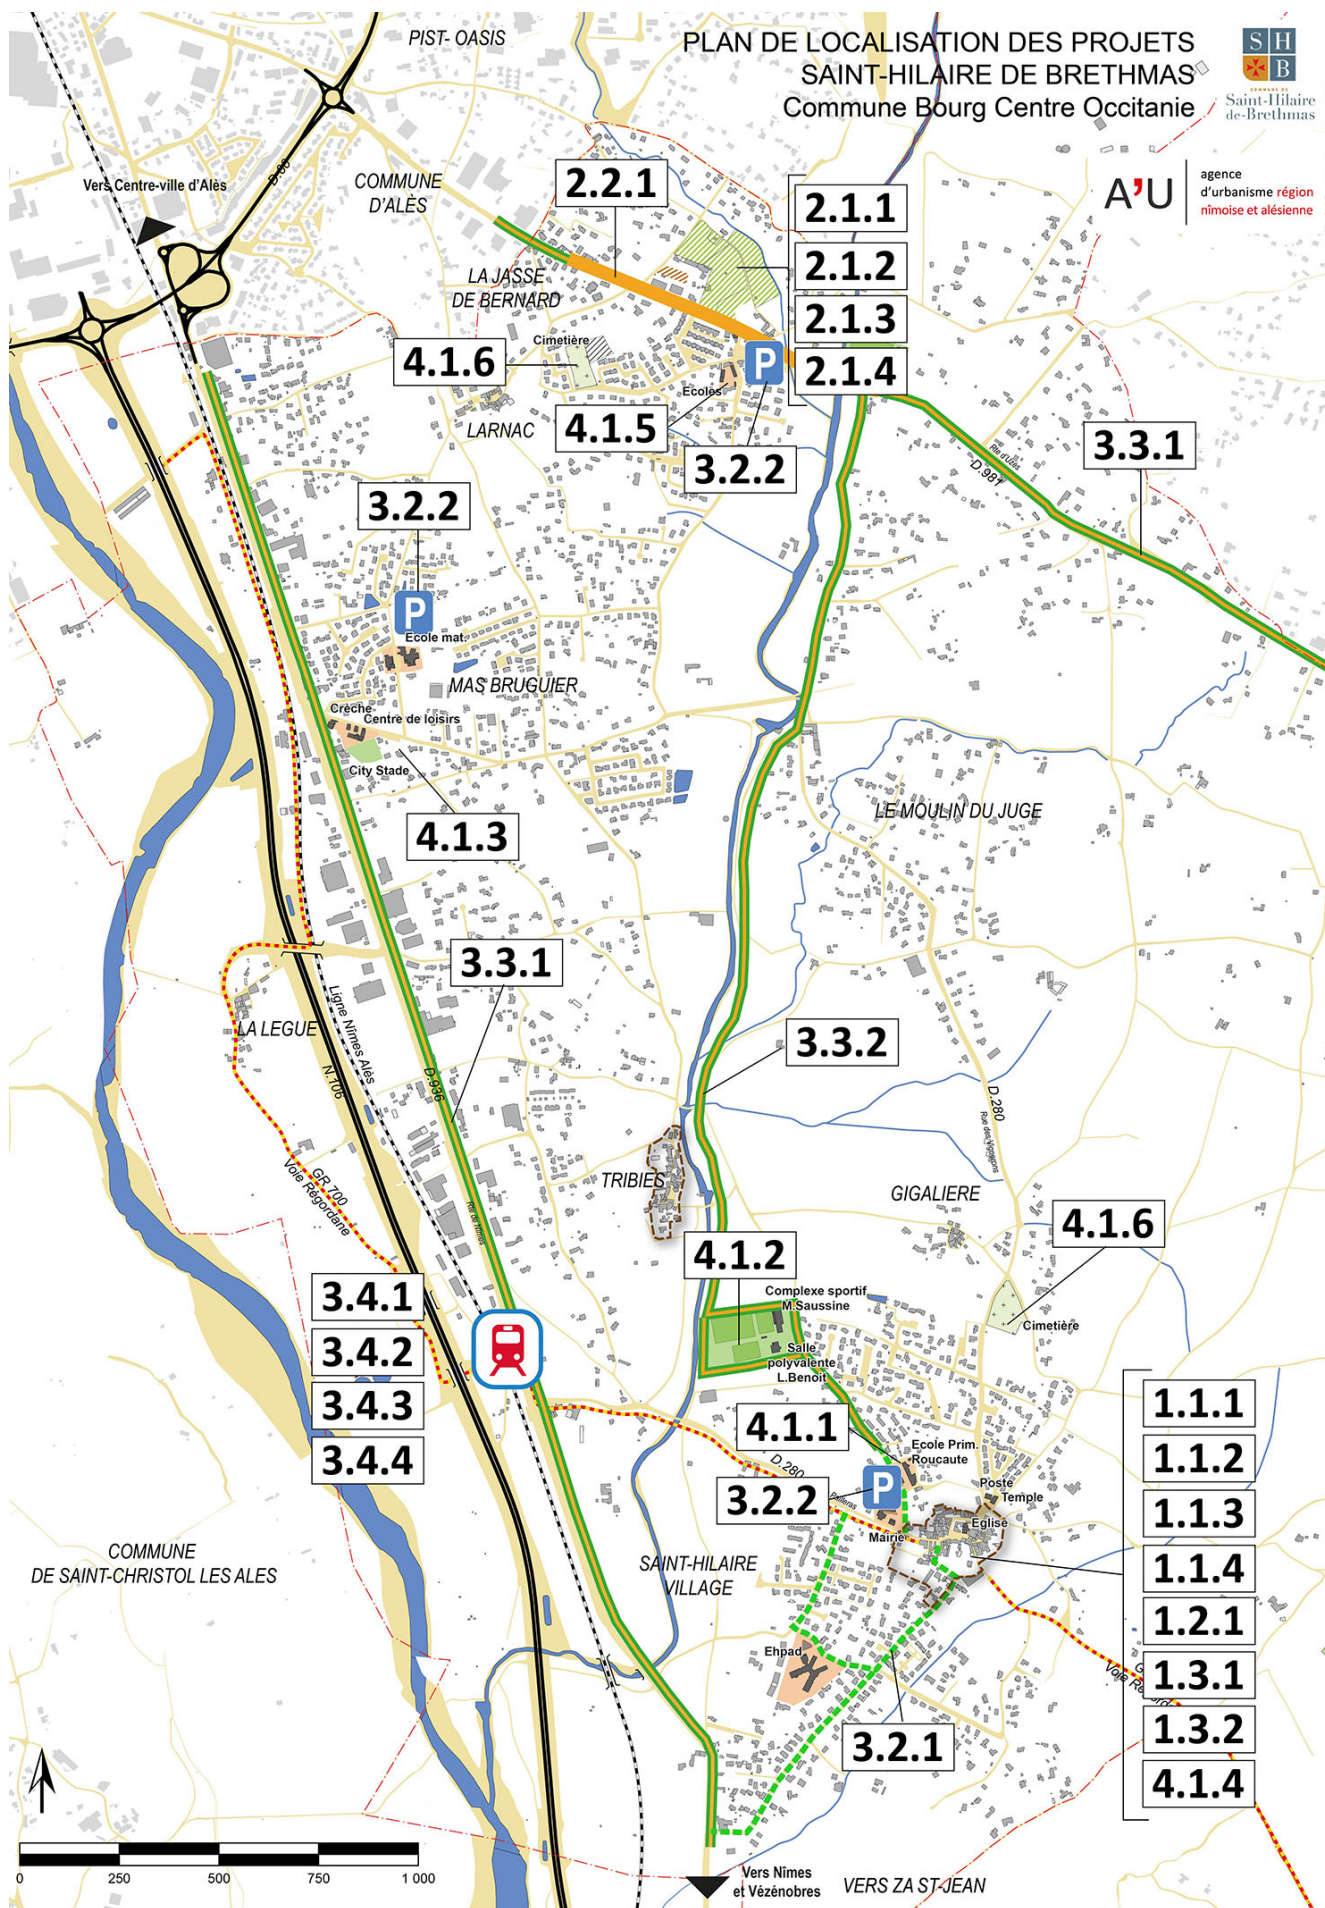 PLAN DE LOCALISATION DES PROJETS
SAINT-HILAIRE DE BRETHMAS
Commune Bourg Centre Occitanie
S H
B
COMMUNE DE
Saint-Hilaire
de-Brethmas
A'U
agence
d'urbanisme région
nîmoise et alésienne
PIST- OASIS
Vers Centre-ville d'Alès
COMMUNE
D'ALÈS
2.2.1
2.1.1
2.1.2
2.1.3
2.1.4
LA JASSE
DE BERNARD
Cimetière
4.1.6
Ecoles
P
LARNAC
4.1.5
3.2.2
3.3.1
Rte d'Uzès
D.981
3.2.2
P
Ecole mat.
MAS BRUGUIER
Crèche
Centre de loisirs
City Stade
4.1.3
LE MOULIN DU JUGE
3.3.1
LA LEGUE
Ligne Nîmes Alès
N.106
D.936
3.3.2
D.280
Rue des Vignerons
GR 700
Voie Régordane
TRIBIES
GIGALIERE
Rte de Nîmes
4.1.6
4.1.2
Complexe sportif
M.Saussine
Cimetière
Salle
polyvalente
L.Benoit
3.4.1
3.4.2
3.4.3
3.4.4
4.1.1
Ecole Prim.
Roucaute
D.280
3.2.2
P
Poste
Temple
Eglise
Mairie
1.1.1
1.1.2
1.1.3
1.1.4
1.2.1
1.3.1
1.3.2
4.1.4
COMMUNE
DE SAINT-CHRISTOL LES ALES
SAINT-HILAIRE
VILLAGE
Ehpad
3.2.1
0 250 500 750 1 000
Vers Nîmes
et Vézénobres
VERS ZA ST-JEAN